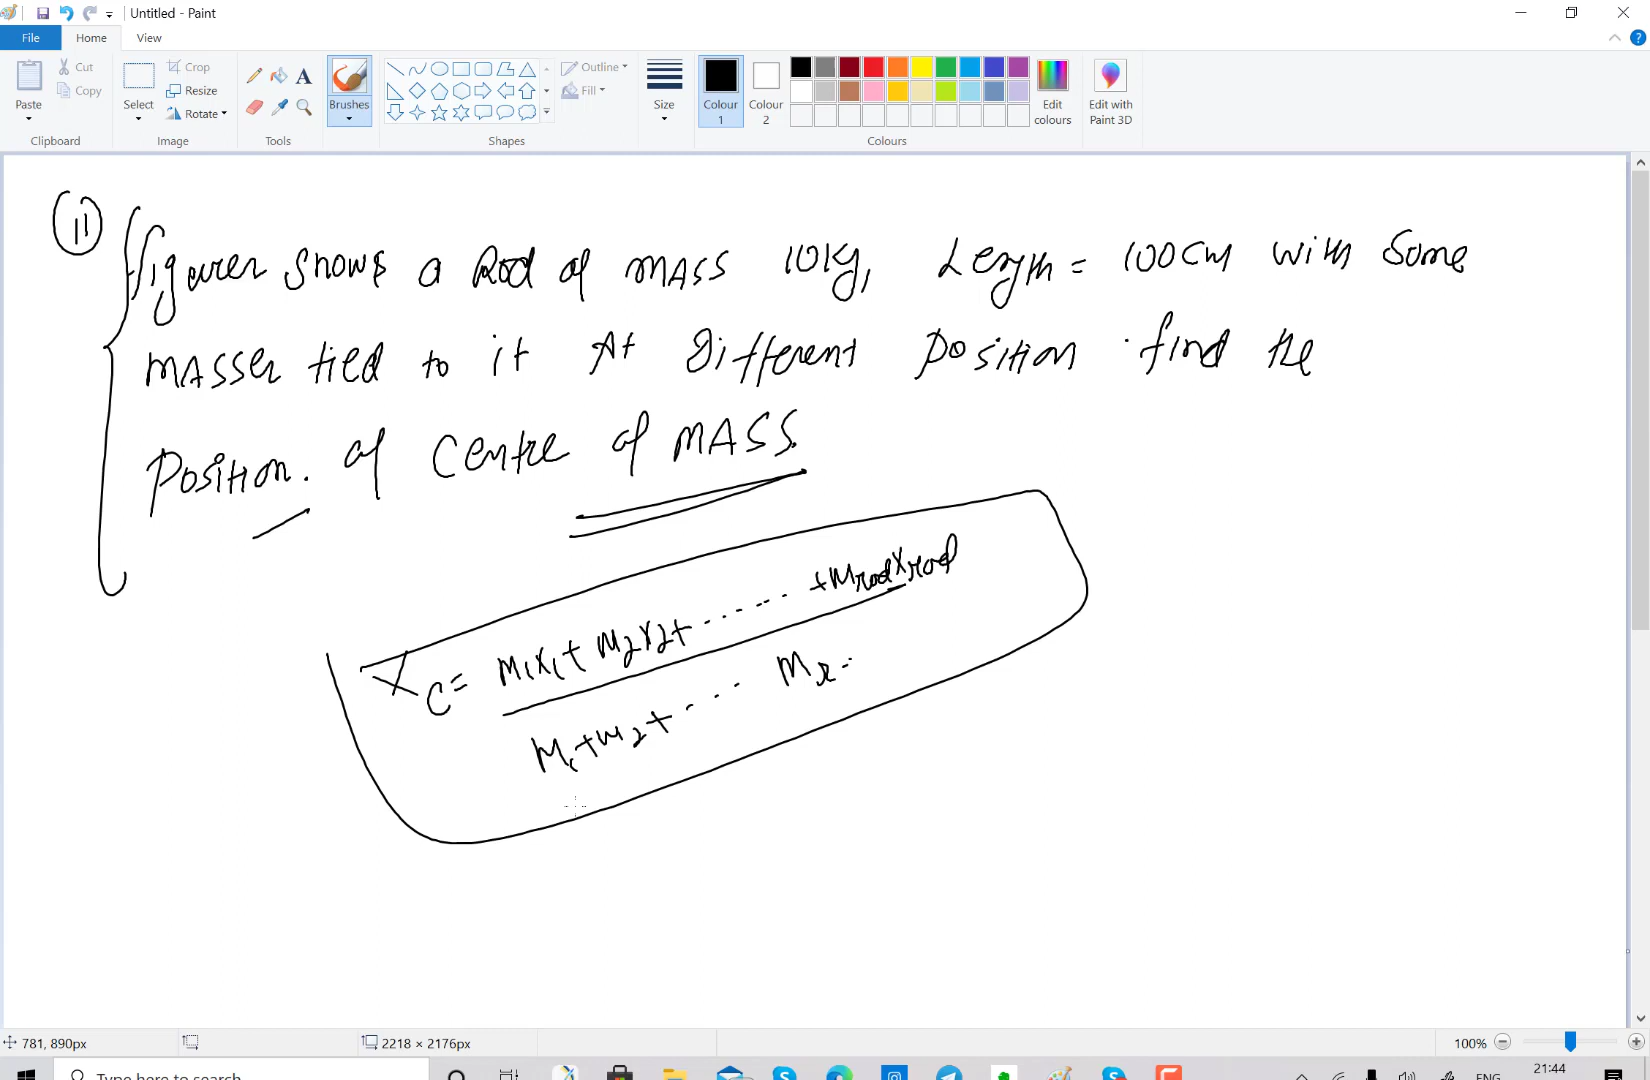 Untitled - Paint
File Home View
Paste
Cut
Copy
Clipboard
Select
Crop
Resize
Rotate
Image
A
Tools
Brushes
Outline
Fill
Shapes
Size
Colour 1
Colour 2
Edit colours
Edit with Paint 3D
Colours
11
figurer shows a Rod of mASS 10kg, Length = 100cm with some
mASSer tied to it At Different position . find the
position . of centre of mASS.
Xc = m1x1 + m2x2 + ....... + mrodxrod
m1 + m2 + ..... mr..
781, 890px
2218 × 2176px
100%
Type here to search
ENG
21:44